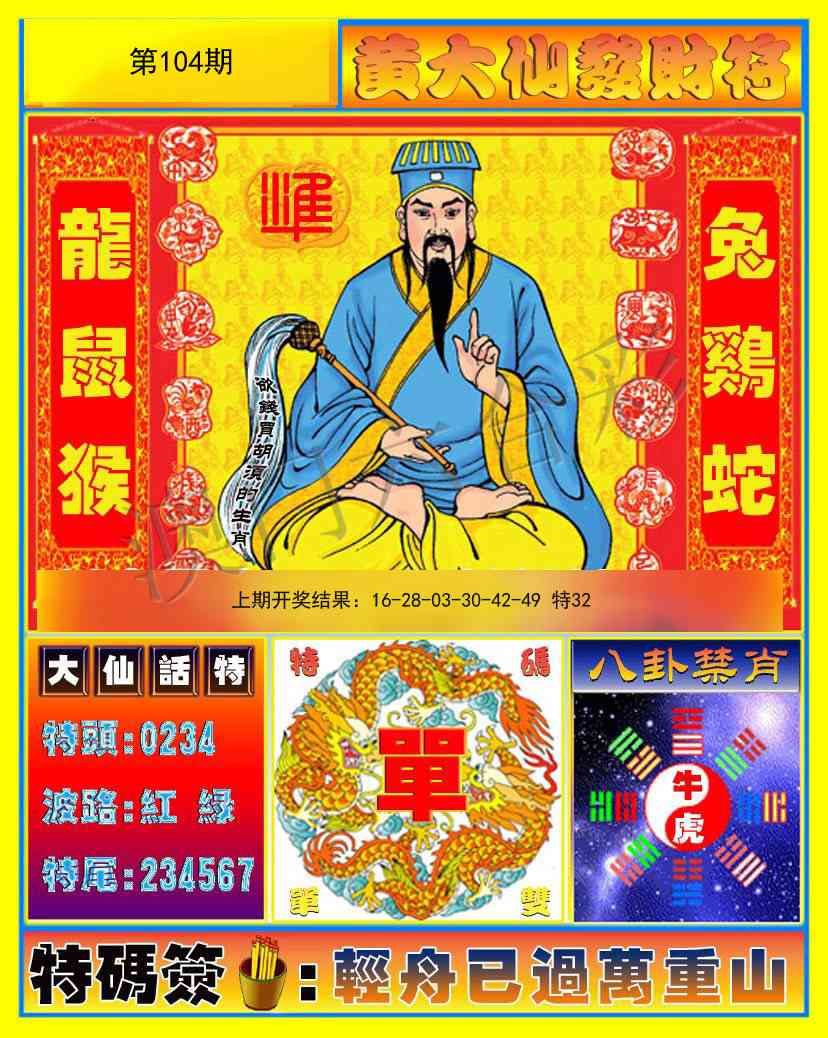 第104期
黃大仙發財符
龍鼠猴
兔鷄蛇
欲錢買胡須的生肖
上期开奖结果：16-28-03-30-42-49 特32
大仙話特
特頭:0234
波路:紅 綠
特尾:234567
特 碼
單
單 雙
八卦禁肖
牛
虎
特碼簽:輕舟已過萬重山